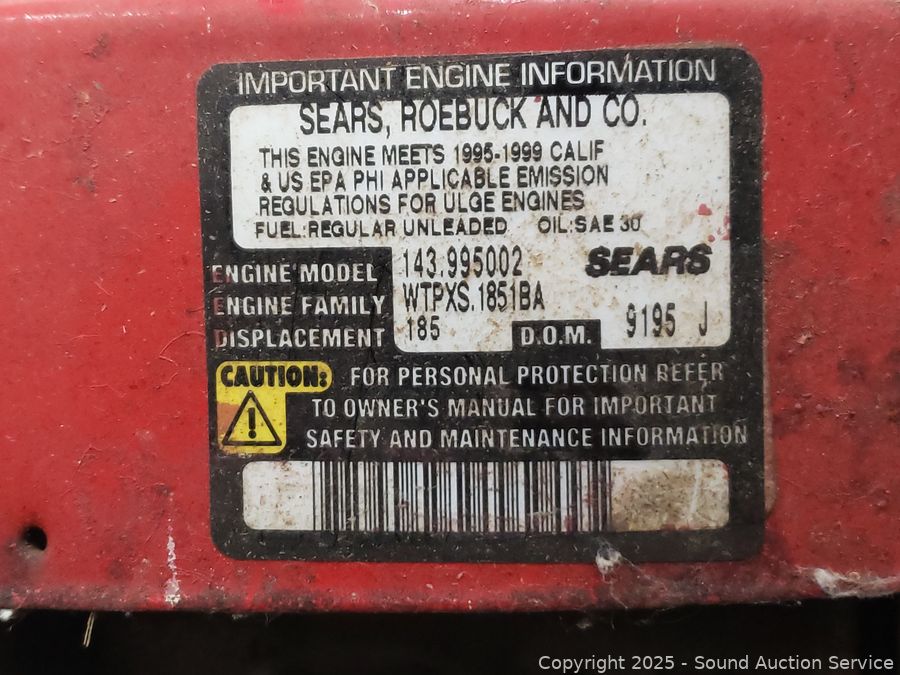 IMPORTANT ENGINE INFORMATION
SEARS, ROEBUCK AND CO.
THIS ENGINE MEETS 1995-1999 CALIF
& US EPA PHI APPLICABLE EMISSION
REGULATIONS FOR ULGE ENGINES
FUEL:REGULAR UNLEADED OIL:SAE 30
ENGINE MODEL 143.995002 SEARS
ENGINE FAMILY WTPXS.1851BA
DISPLACEMENT 185 D.O.M. 9195 J
CAUTION: FOR PERSONAL PROTECTION REFER
TO OWNER'S MANUAL FOR IMPORTANT
SAFETY AND MAINTENANCE INFORMATION
Copyright © 2025 - Sound Auction Service